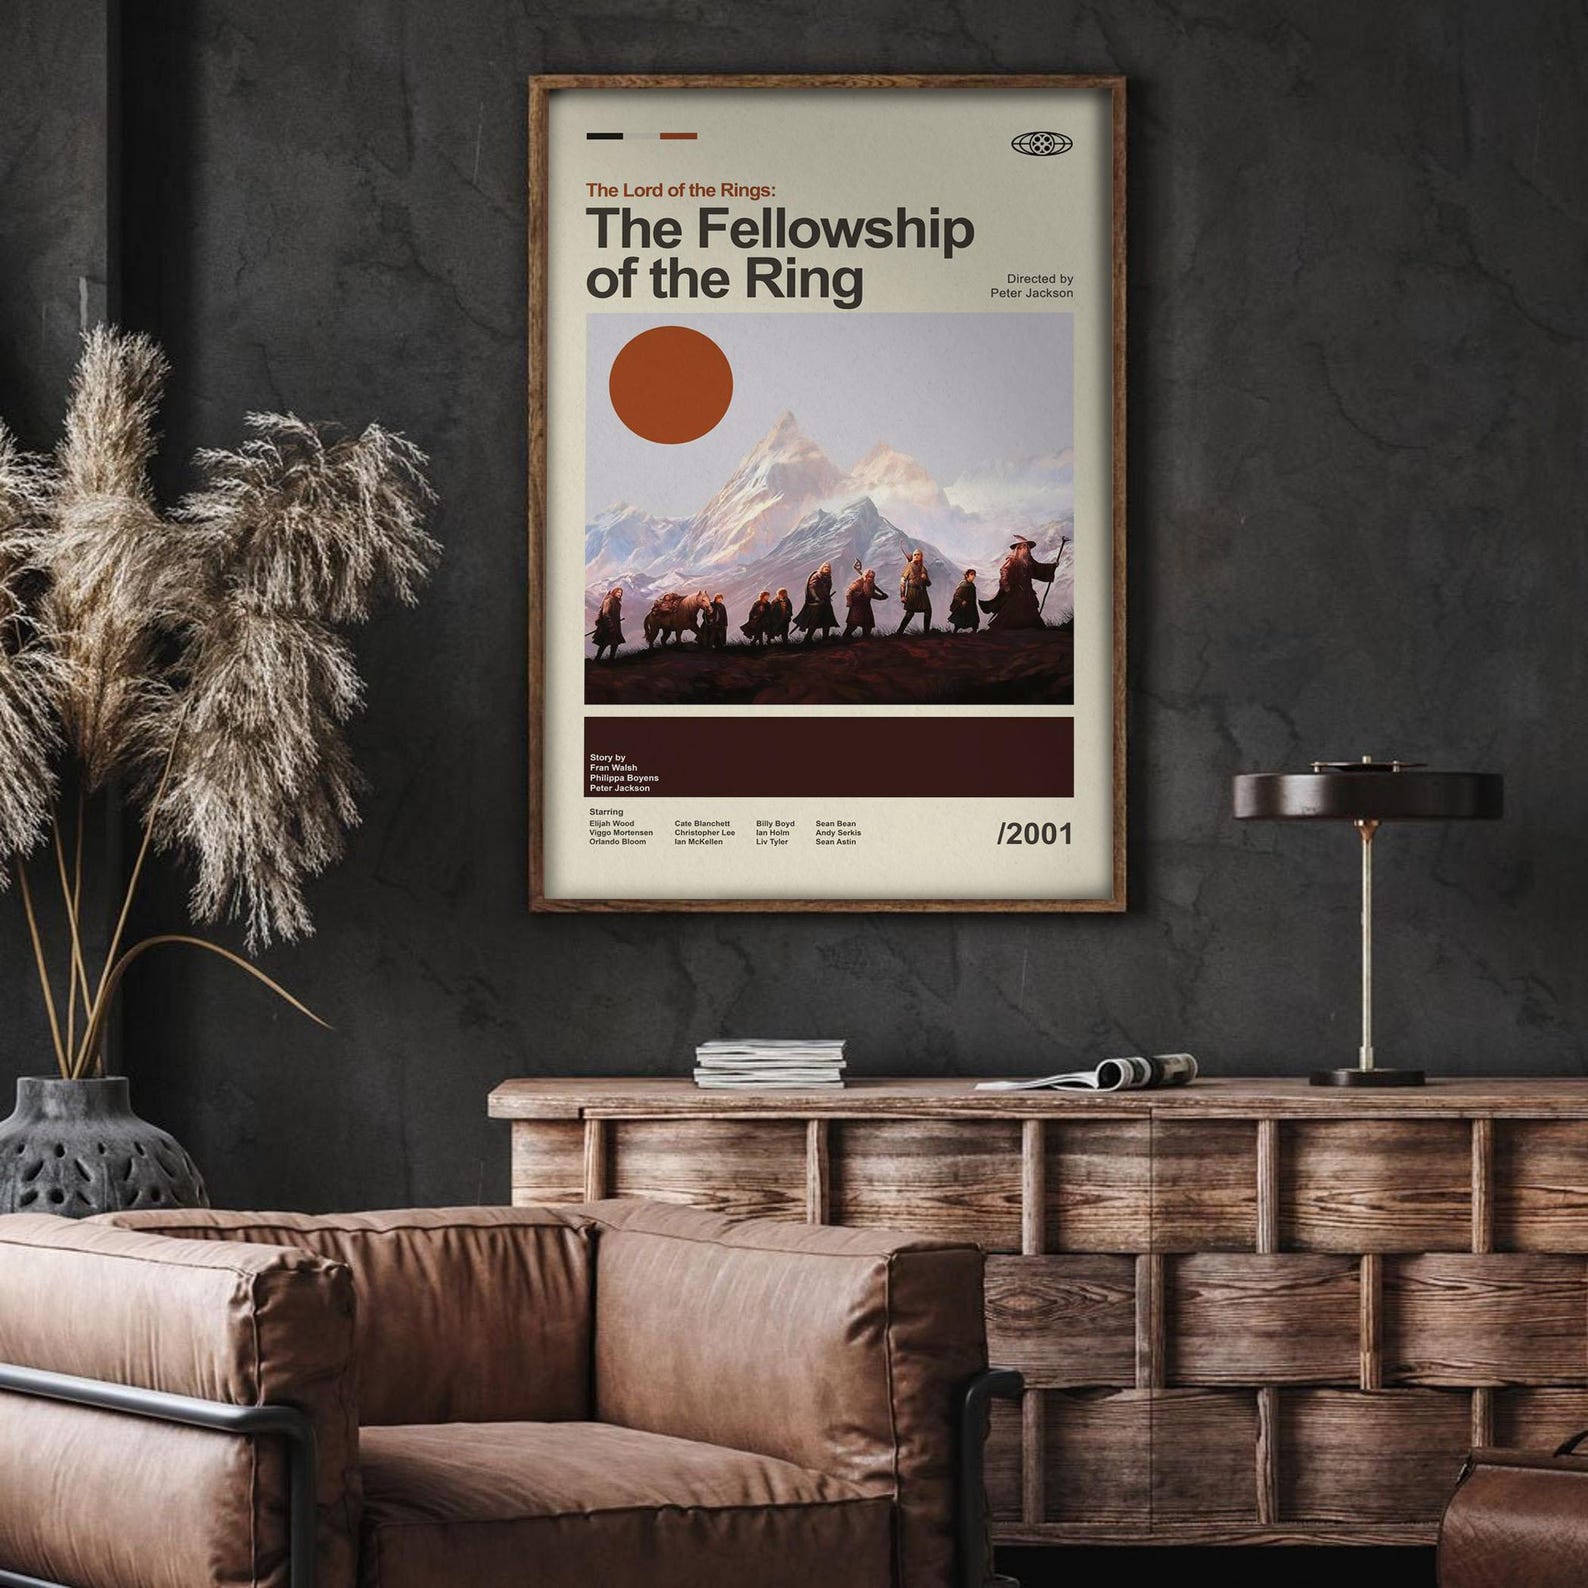 The Lord of the Rings:
The Fellowship
of the Ring
Directed by
Peter Jackson
Story by
Fran Walsh
Philippa Boyens
Peter Jackson
Starring
Elijah Wood
Viggo Mortensen
Orlando Bloom
Cate Blanchett
Christopher Lee
Ian McKellen
Billy Boyd
Ian Holm
Liv Tyler
Sean Bean
Andy Serkis
Sean Astin
/2001